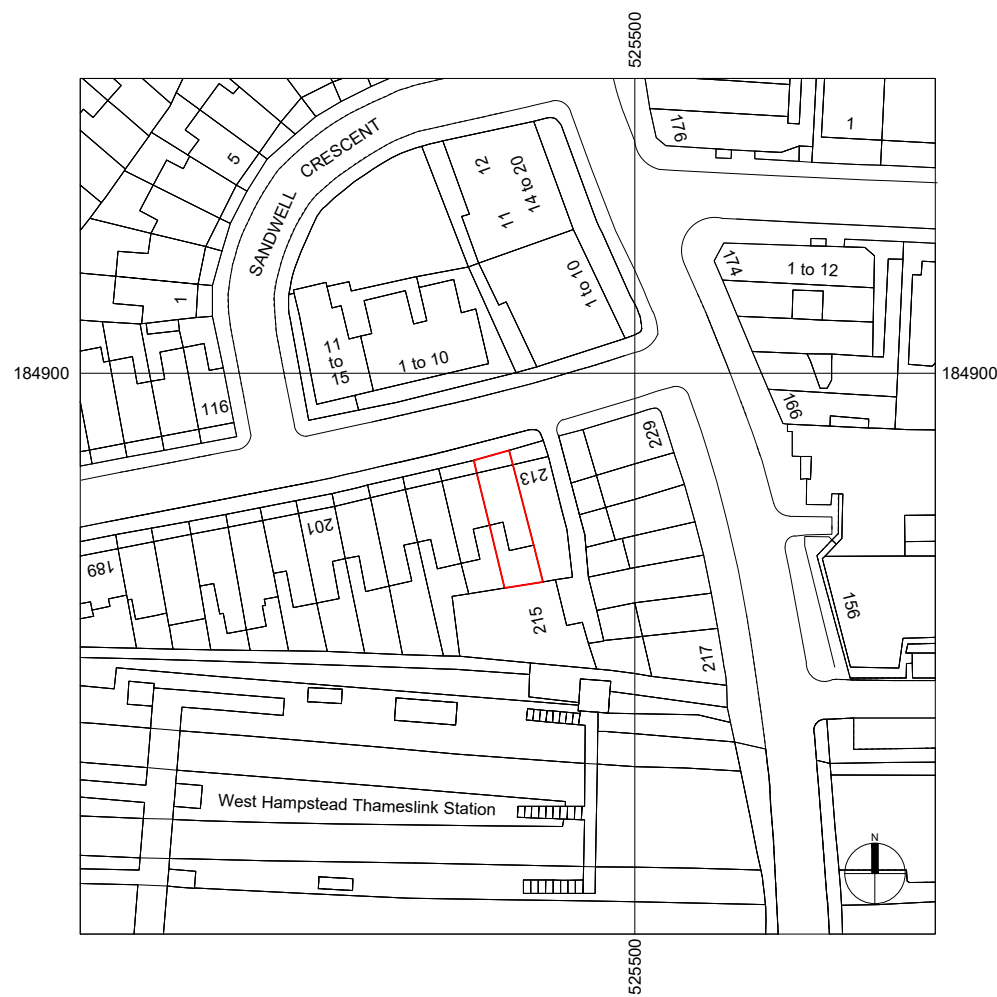 525500
176
1
5
SANDWELL CRESCENT
12
11
14 to 20
1 to 10
174
1 to 12
1
11
to
15
1 to 10
184900
184900
116
166
229
213
201
189
156
215
217
West Hampstead Thameslink Station
N
525500